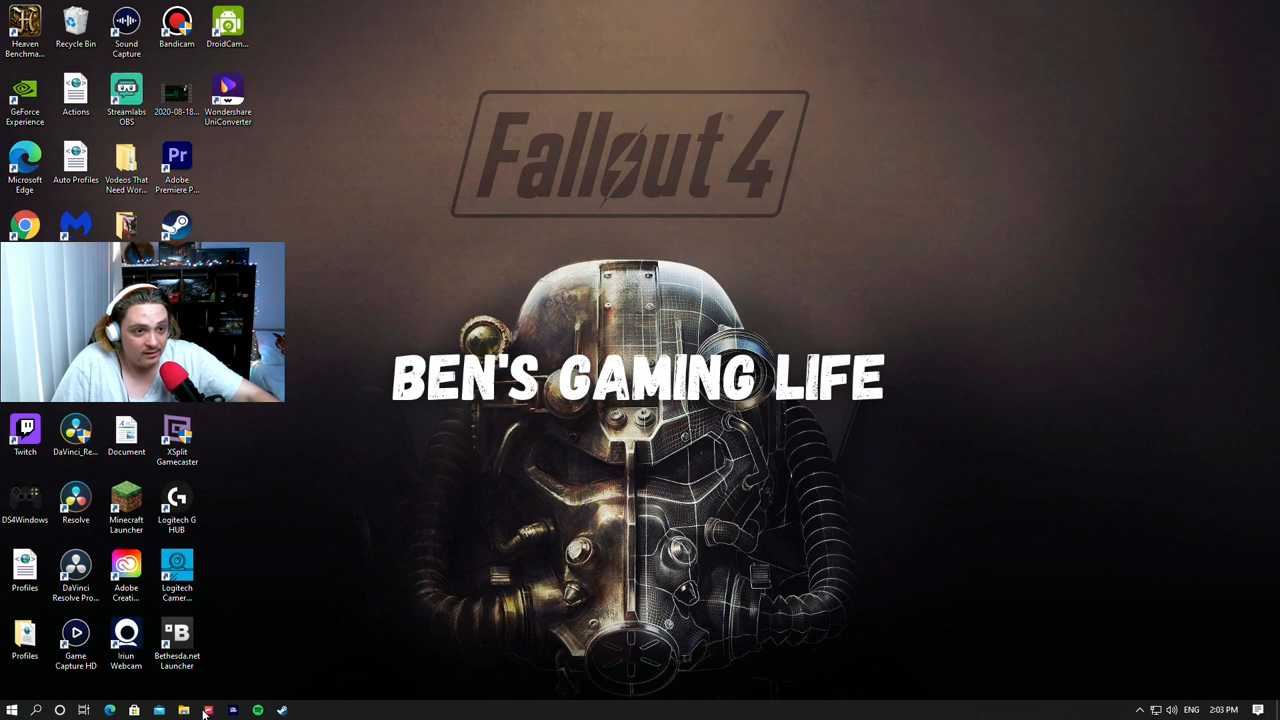 Heaven
Benchma...
Recycle Bin
Sound
Capture
Bandicam
DroidCam...
GeForce
Experience
Actions
Streamlabs
OBS
2020-08-18...
Wondershare
UniConverter
Microsoft
Edge
Auto Profiles
Vodeos That
Need Wor...
Pr
Adobe
Premiere P...
Fallout 4
BEN'S GAMING LIFE
Twitch
DaVinci_Re...
Document
XSplit
Gamecaster
DS4Windows
Resolve
Minecraft
Launcher
Logitech G
HUB
Profiles
DaVinci
Resolve Pro...
Adobe
Creati...
Logitech
Camer...
Profiles
Game
Capture HD
Iriun
Webcam
B
Bethesda.net
Launcher
ENG
2:03 PM